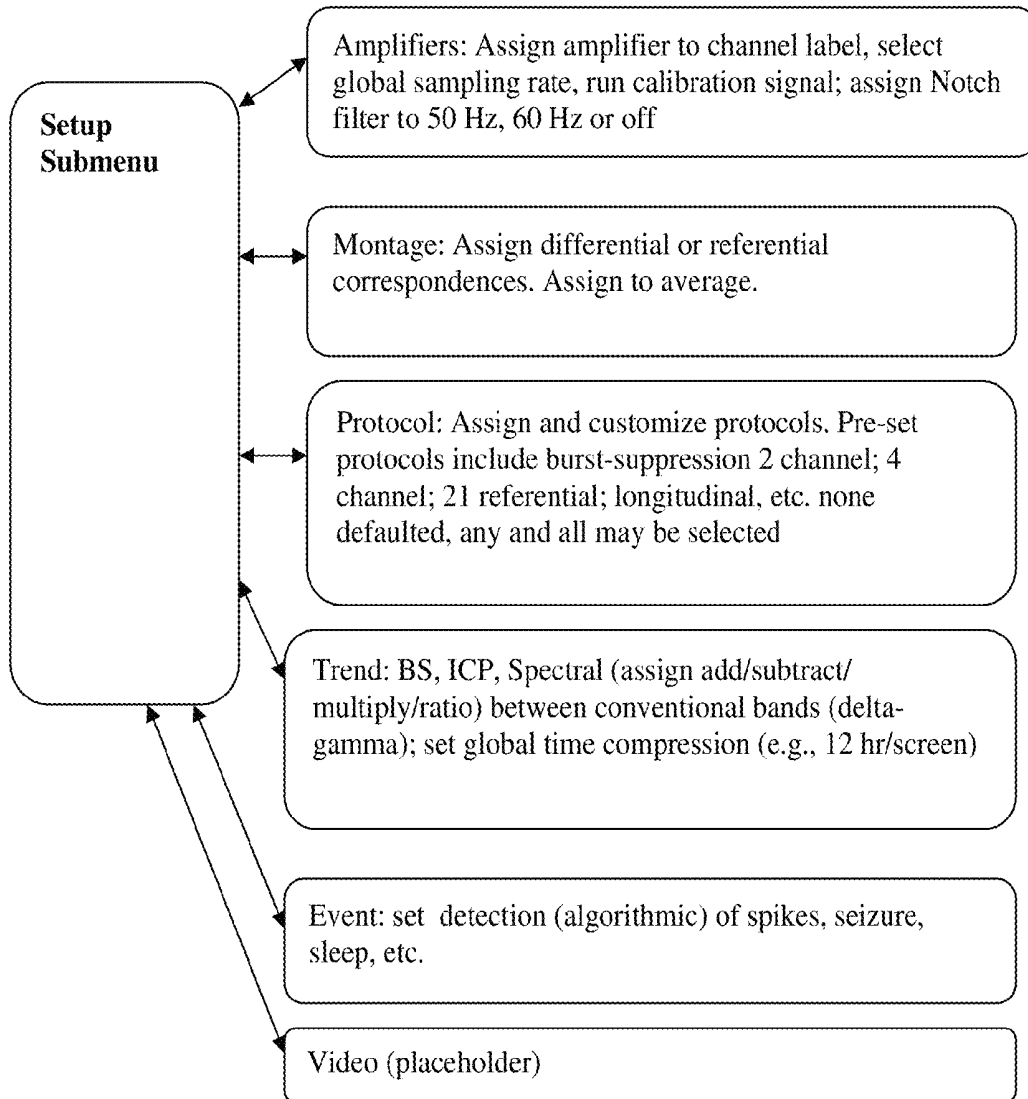 Setup
Submenu
Amplifiers: Assign amplifier to channel label, select
global sampling rate, run calibration signal; assign Notch
filter to 50 Hz, 60 Hz or off
Montage: Assign differential or referential
correspondences. Assign to average.
Protocol: Assign and customize protocols. Pre-set
protocols include burst-suppression 2 channel; 4
channel; 21 referential; longitudinal, etc. none
defaulted, any and all may be selected
Trend: BS, ICP, Spectral (assign add/subtract/
multiply/ratio) between conventional bands (delta-
gamma); set global time compression (e.g., 12 hr/screen)
Event: set detection (algorithmic) of spikes, seizure,
sleep, etc.
Video (placeholder)